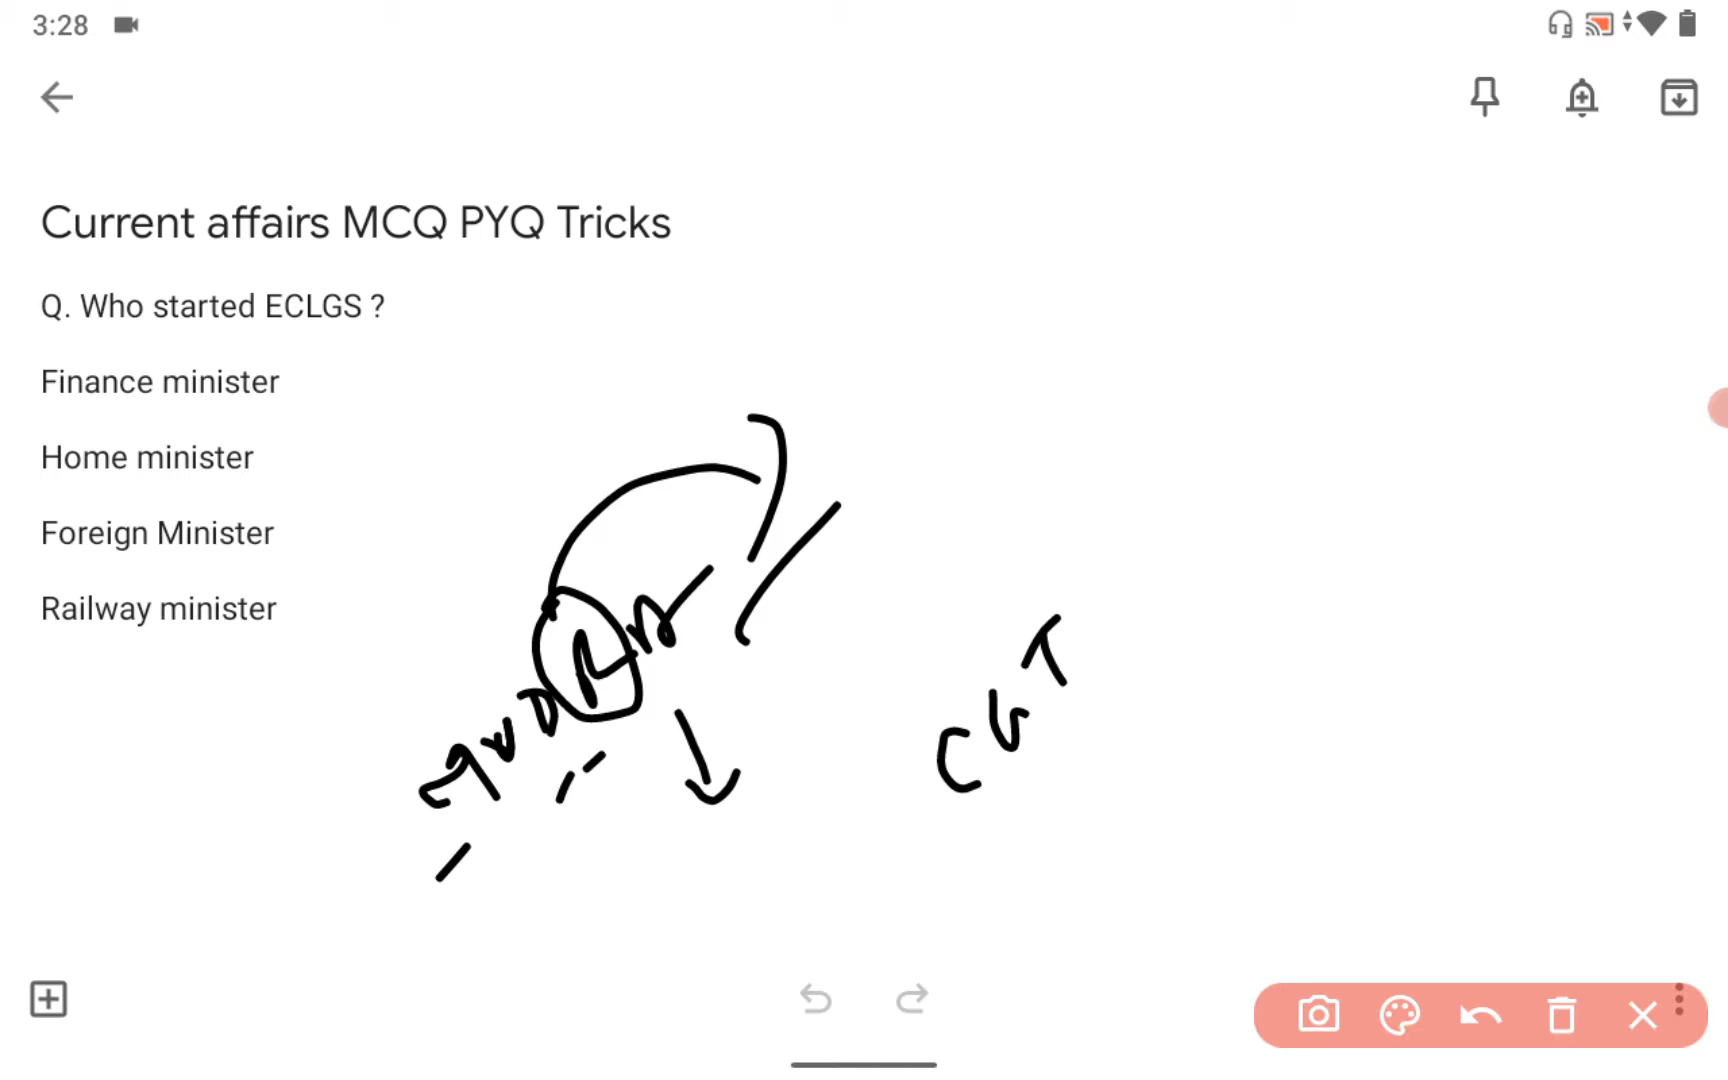 3:28
Current affairs MCQ PYQ Tricks
Q. Who started ECLGS ?
Finance minister
Home minister
Foreign Minister
Railway minister
CGT